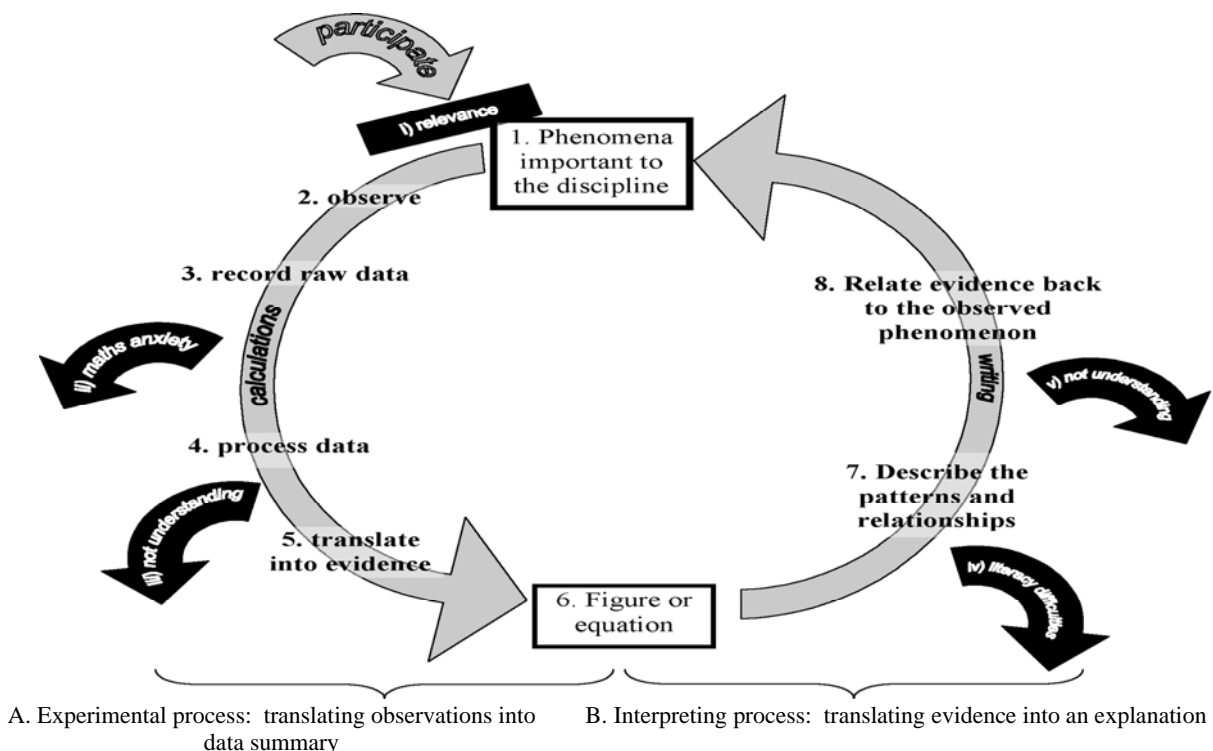 participate
i) relevance
1. Phenomena
important to
the discipline
2. observe
3. record raw data
calculations
ii) maths anxiety
4. process data
iii) not understanding
5. translate
into evidence
6. Figure or
equation
7. Describe the
patterns and
relationships
iv) literacy difficulties
writing
8. Relate evidence back
to the observed
phenomenon
v) not understanding
A. Experimental process:  translating observations into
data summary
B. Interpreting process:  translating evidence into an explanation